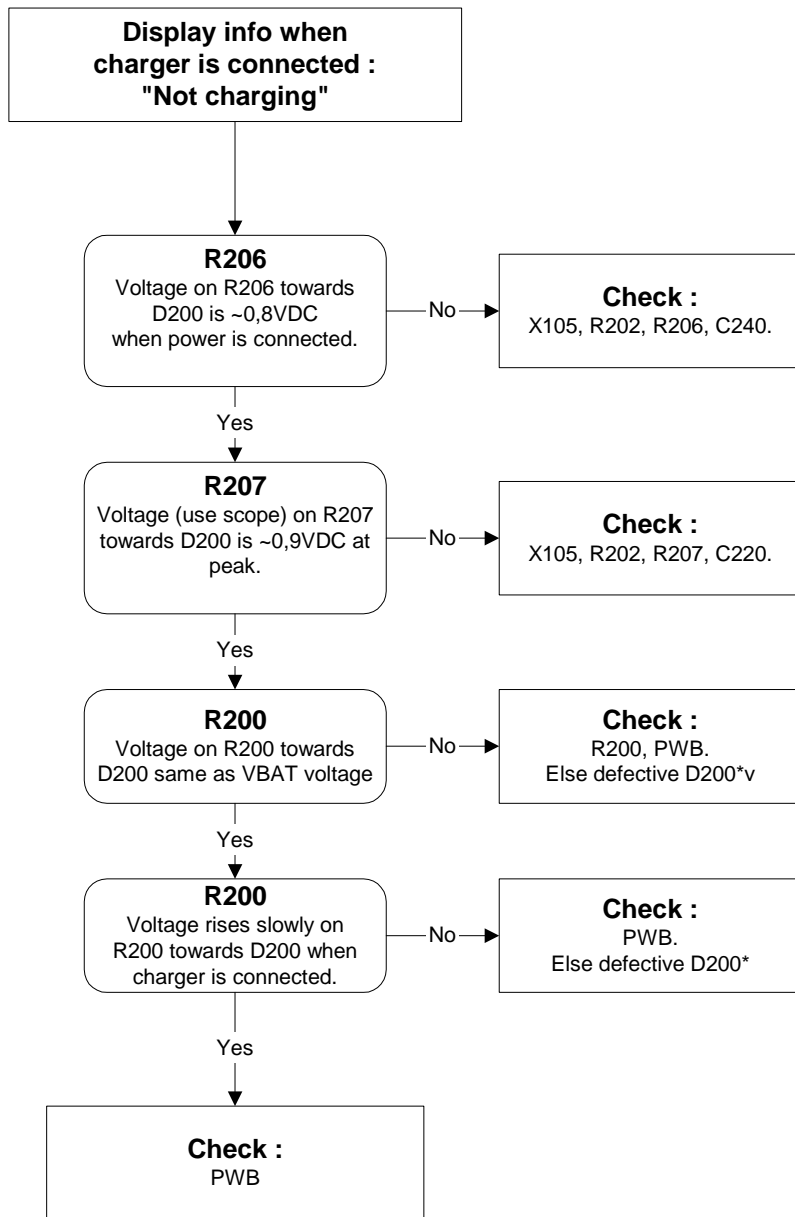 Display info when
charger is connected :
"Not charging"
R206
Voltage on R206 towards
D200 is ~0,8VDC
when power is connected.
No
Check :
X105, R202, R206, C240.
Yes
R207
Voltage (use scope) on R207
towards D200 is ~0,9VDC at
peak.
No
Check :
X105, R202, R207, C220.
Yes
R200
Voltage on R200 towards
D200 same as VBAT voltage
No
Check :
R200, PWB.
Else defective D200*v
Yes
R200
Voltage rises slowly on
R200 towards D200 when
charger is connected.
No
Check :
PWB.
Else defective D200*
Yes
Check :
PWB